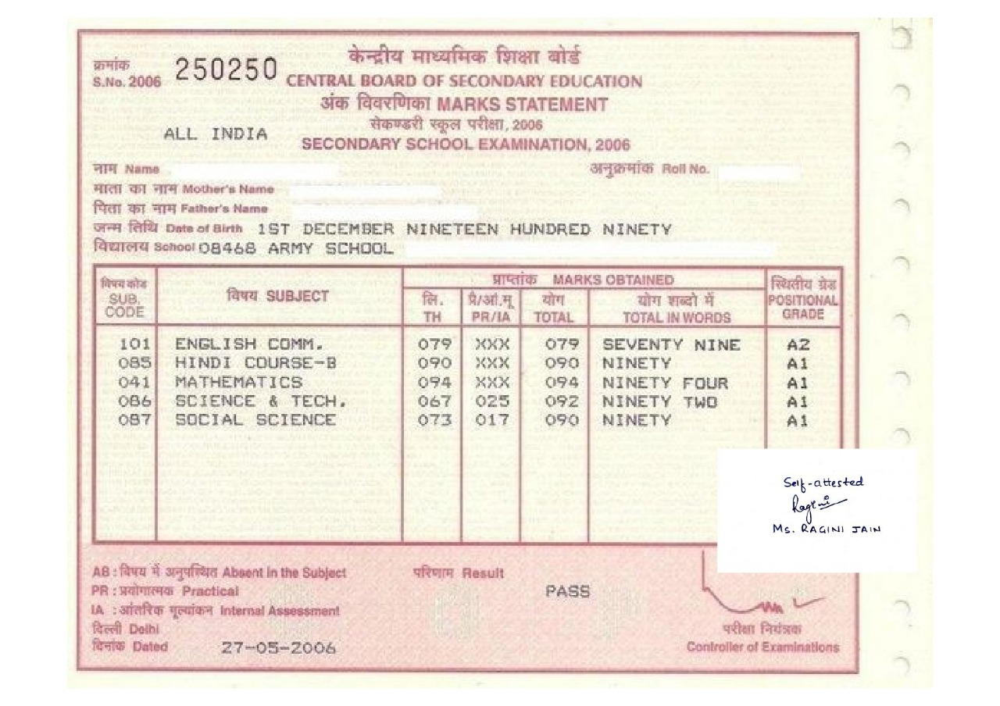 क्रमांक
S.No. 2006 250250
केन्द्रीय माध्यमिक शिक्षा बोर्ड
CENTRAL BOARD OF SECONDARY EDUCATION
अंक विवरणिका MARKS STATEMENT
सेकण्डरी स्कूल परीक्षा, 2006
ALL INDIA
SECONDARY SCHOOL EXAMINATION, 2006
नाम Name अनुक्रमांक Roll No.
माता का नाम Mother's Name
पिता का नाम Father's Name
जन्म तिथि Date of Birth 1ST DECEMBER NINETEEN HUNDRED NINETY
विद्यालय School 08468 ARMY SCHOOL
विषय कोड SUB. CODE विषय SUBJECT प्राप्तांक MARKS OBTAINED स्थितीय ग्रेड POSITIONAL GRADE
लि. प्रै/आं.मू योग योग शब्दो में
TH PR/IA TOTAL TOTAL IN WORDS
101 ENGLISH COMM. 079 XXX 079 SEVENTY NINE A2
085 HINDI COURSE-B 090 XXX 090 NINETY A1
041 MATHEMATICS 094 XXX 094 NINETY FOUR A1
086 SCIENCE & TECH. 067 025 092 NINETY TWO A1
087 SOCIAL SCIENCE 073 017 090 NINETY A1
Self-attested
Ragini
Ms. RAGINI JAIN
AB : विषय में अनुपस्थित Absent in the Subject परिणाम Result
PR : प्रयोगात्मक Practical PASS
IA : आंतरिक मूल्यांकन Internal Assessment
दिल्ली Delhi परीक्षा नियंत्रक
दिनांक Dated 27-05-2006 Controller of Examinations